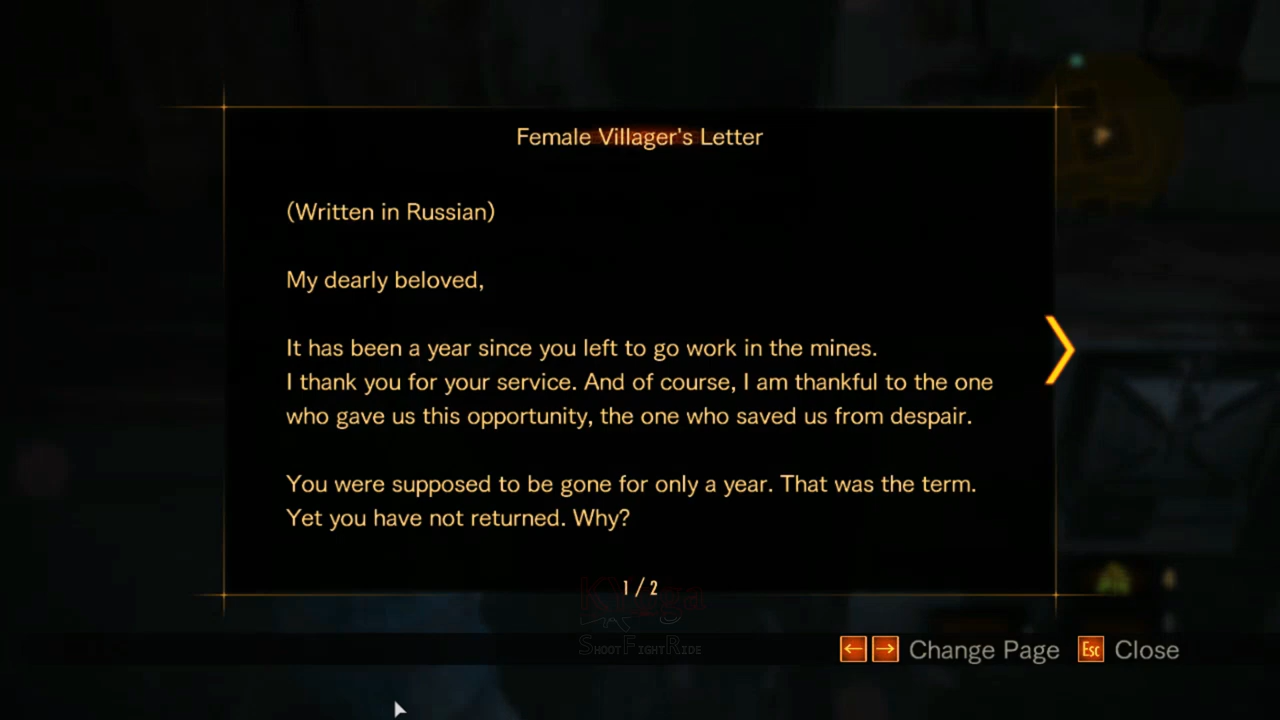 Female Villager's Letter
(Written in Russian)
My dearly beloved,
It has been a year since you left to go work in the mines.
I thank you for your service. And of course, I am thankful to the one
who gave us this opportunity, the one who saved us from despair.
You were supposed to be gone for only a year. That was the term.
Yet you have not returned. Why?
1/2
ShootFightRide
Change Page Esc Close